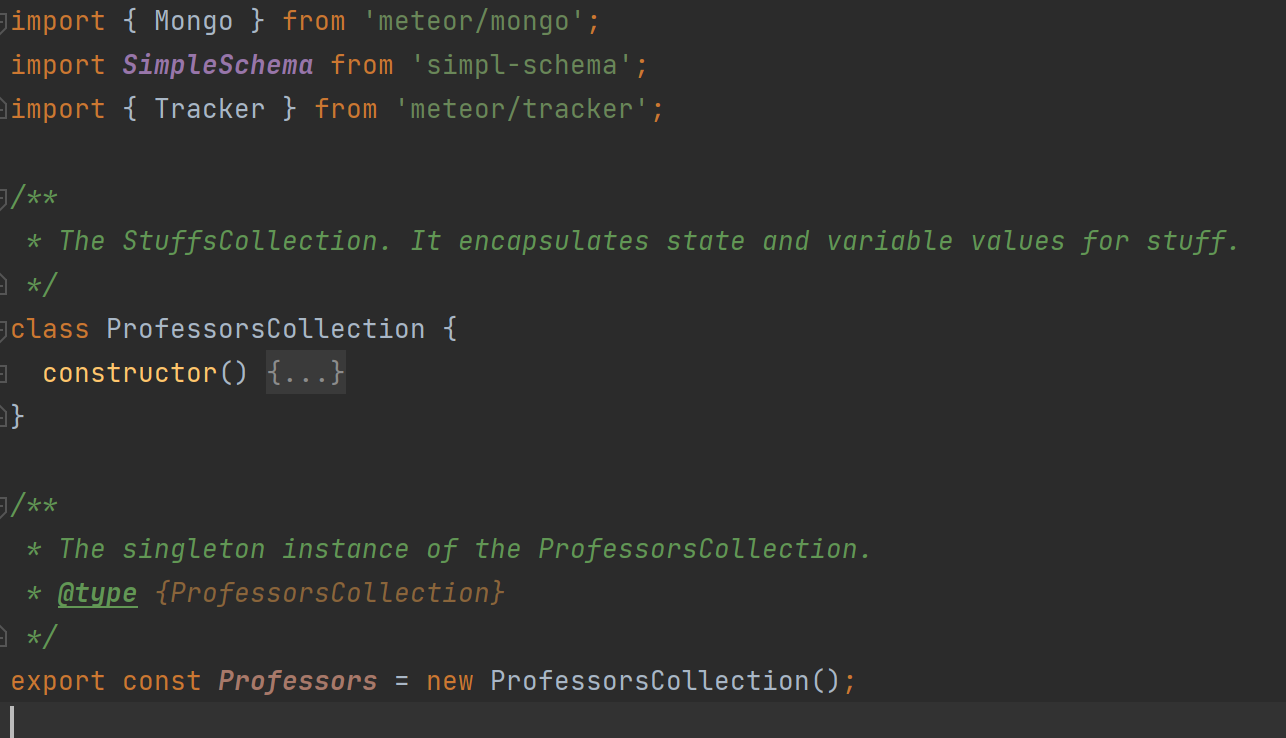 import { Mongo } from 'meteor/mongo';
import SimpleSchema from 'simpl-schema';
import { Tracker } from 'meteor/tracker';
/**
 * The StuffsCollection. It encapsulates state and variable values for stuff.
 */
class ProfessorsCollection {
  constructor() {...}
}
/**
 * The singleton instance of the ProfessorsCollection.
 * @type {ProfessorsCollection}
 */
export const Professors = new ProfessorsCollection();